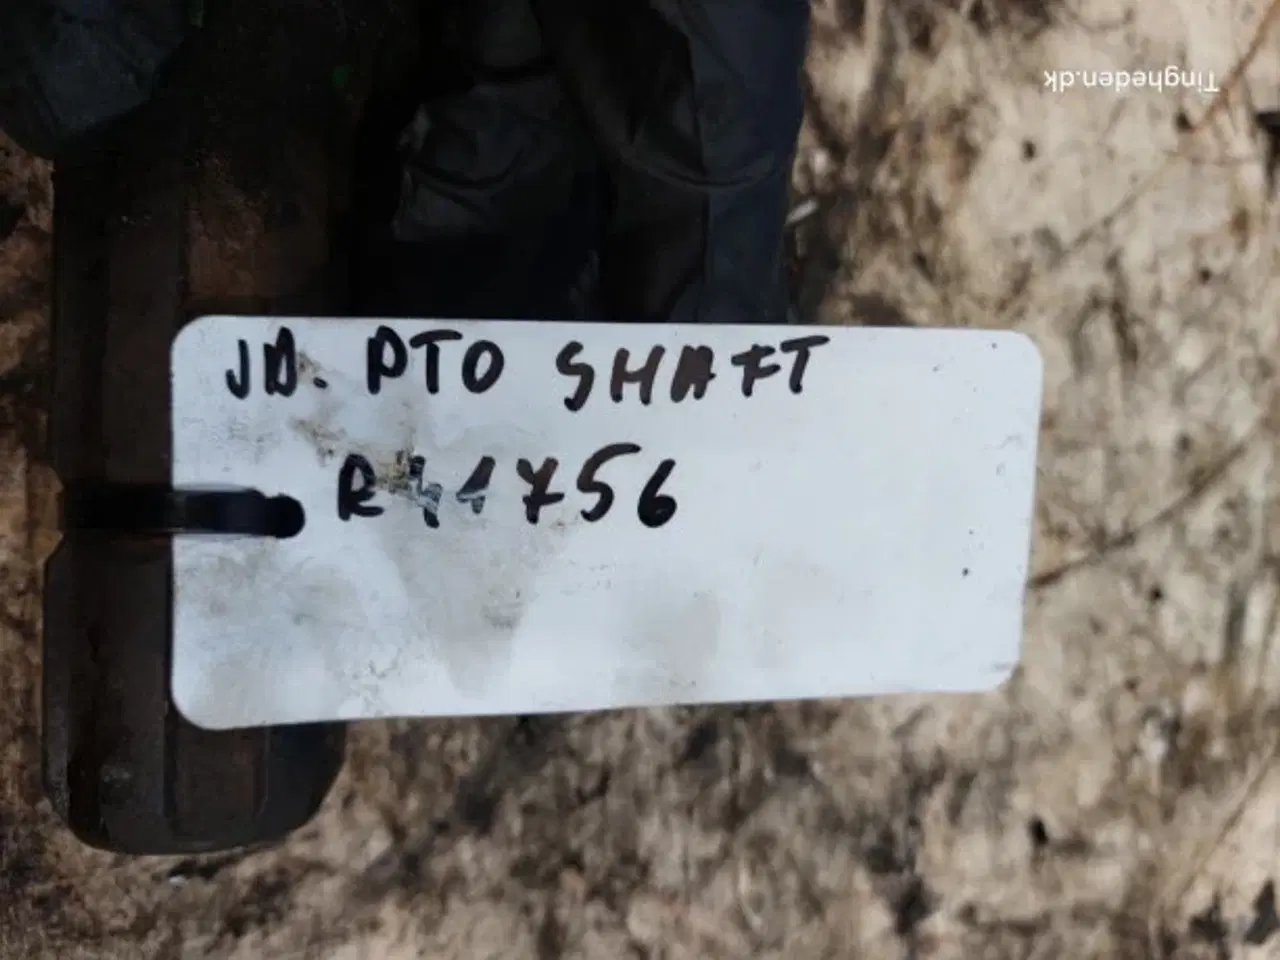 Tingheden.dk
JD. PTO SHAFT
R41756